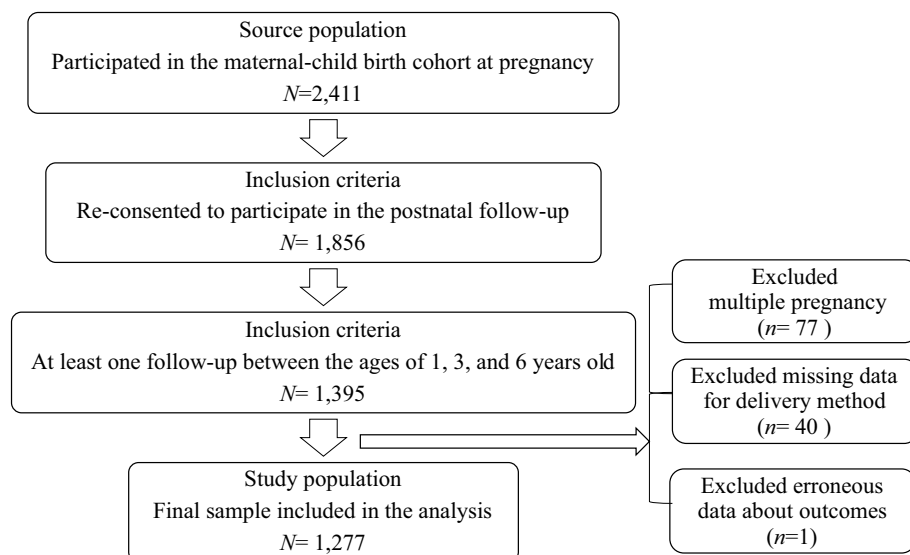 Source population
Participated in the maternal-child birth cohort at pregnancy
N=2,411
Inclusion criteria
Re-consented to participate in the postnatal follow-up
N= 1,856
Inclusion criteria
At least one follow-up between the ages of 1, 3, and 6 years old
N= 1,395
Excluded
multiple pregnancy
(n= 77 )
Excluded missing data
for delivery method
(n= 40 )
Excluded erroneous
data about outcomes
(n=1)
Study population
Final sample included in the analysis
N= 1,277